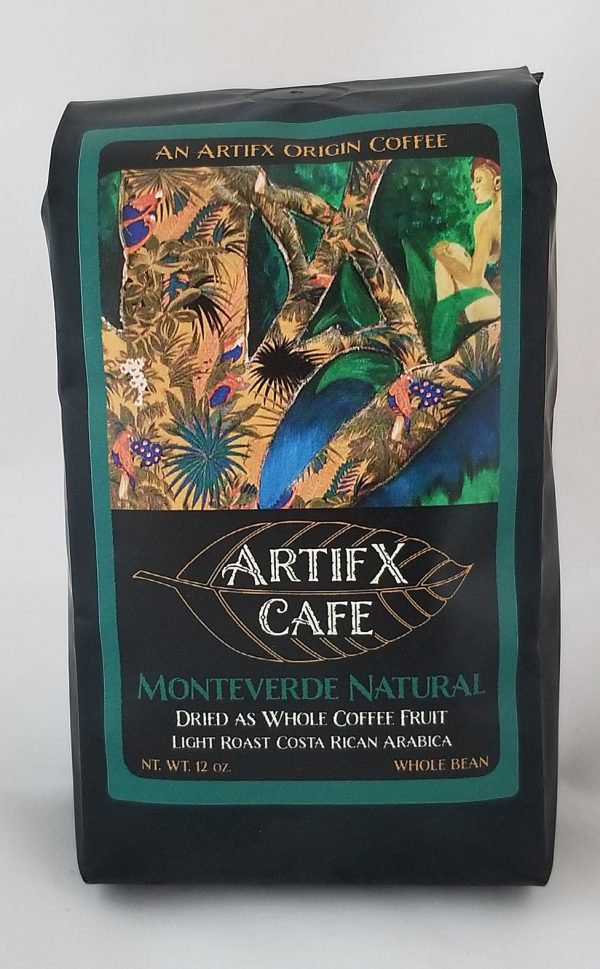 An Artifx Origin Coffee
ArtifX
Cafe
Monteverde Natural
Dried as Whole Coffee Fruit
Light Roast Costa Rican Arabica
Nt. Wt. 12 oz. Whole Bean